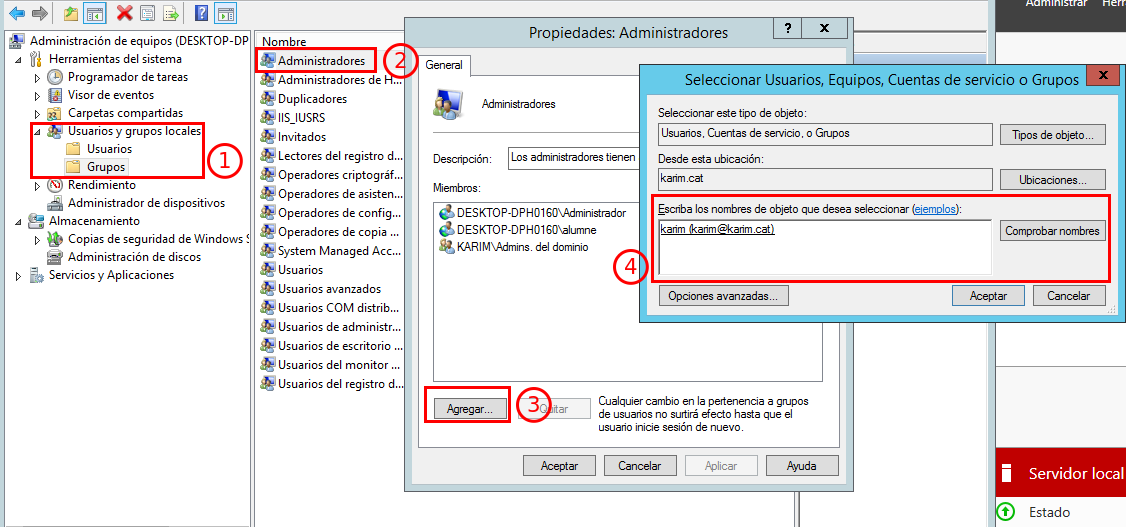 Administrar
Herr
Administración de equipos (DESKTOP-DP
Herramientas del sistema
Programador de tareas
Visor de eventos
Carpetas compartidas
Usuarios y grupos locales
Usuarios
Grupos
1
Rendimiento
Administrador de dispositivos
Almacenamiento
Copias de seguridad de Windows S
Administración de discos
Servicios y Aplicaciones
Nombre
Administradores
2
Administradores de H...
Duplicadores
IIS_IUSRS
Invitados
Lectores del registro d...
Operadores criptográf...
Operadores de asisten...
Operadores de config...
Operadores de copia ...
System Managed Acc...
Usuarios
Usuarios avanzados
Usuarios COM distrib...
Usuarios de administr...
Usuarios de escritorio ...
Usuarios del monitor ...
Usuarios del registro d...
Propiedades: Administradores
? X
General
Administradores
Descripción:
Los administradores tienen
Miembros:
DESKTOP-DPH0160\Administrador
DESKTOP-DPH0160\alumne
KARIM\Admins. del dominio
Agregar...
3
Quitar
Cualquier cambio en la pertenencia a grupos
de usuarios no surtirá efecto hasta que el
usuario inicie sesión de nuevo.
Aceptar
Cancelar
Aplicar
Ayuda
Seleccionar Usuarios, Equipos, Cuentas de servicio o Grupos
X
Seleccionar este tipo de objeto:
Usuarios, Cuentas de servicio, o Grupos
Tipos de objeto...
Desde esta ubicación:
karim.cat
Ubicaciones...
Escriba los nombres de objeto que desea seleccionar (ejemplos):
karim (karim@karim.cat)
Comprobar nombres
4
Opciones avanzadas...
Aceptar
Cancelar
Servidor local
Estado